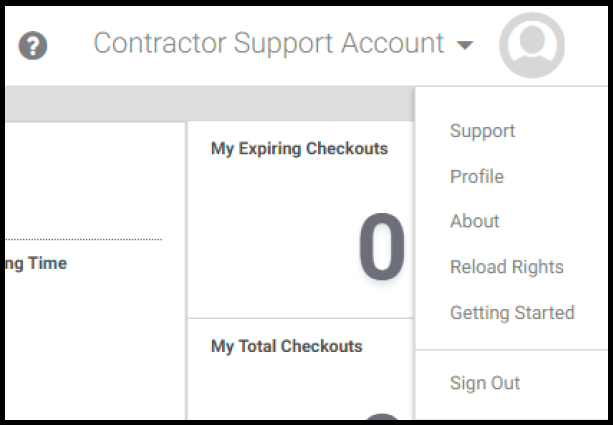 ?
Contractor Support Account
My Expiring Checkouts
0
ng Time
My Total Checkouts
Support
Profile
About
Reload Rights
Getting Started
Sign Out